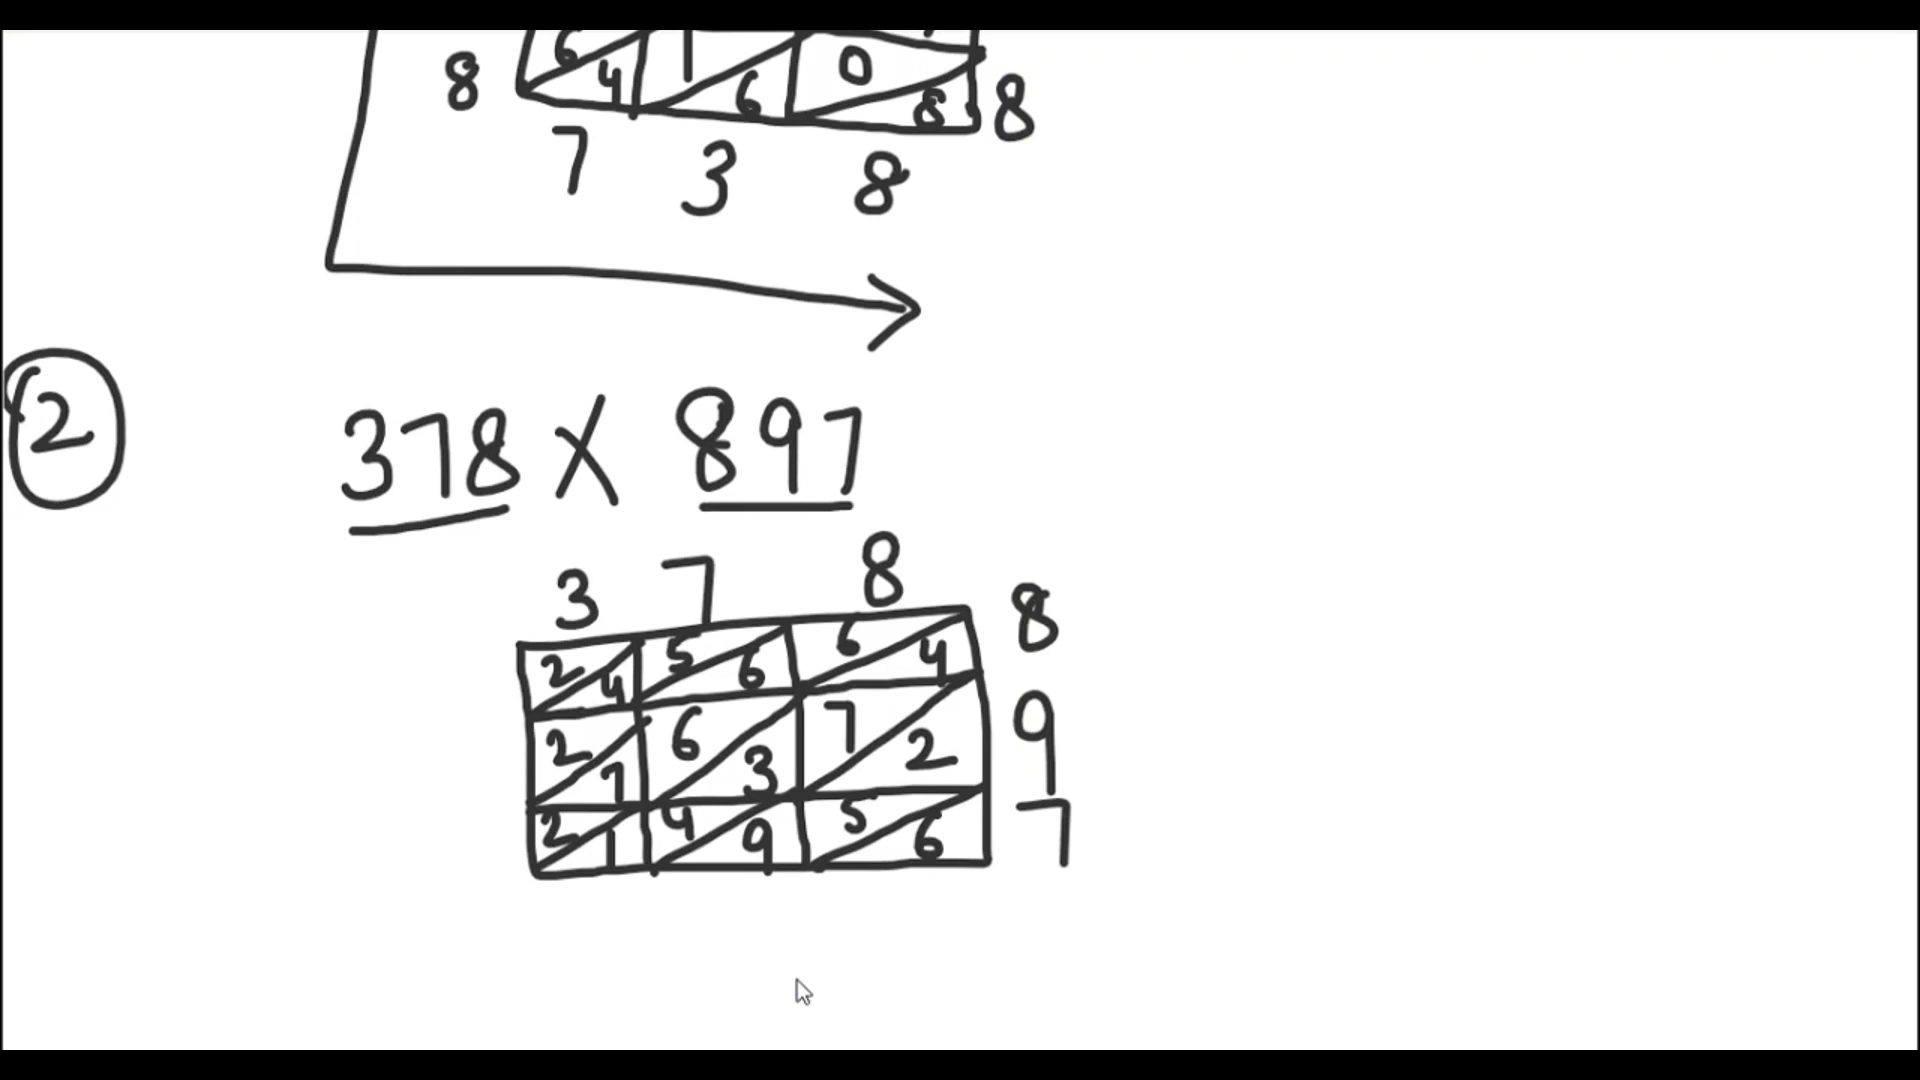 6 1 0
8 4 6 8 8
7 3 8
2 378 X 897
3 7 8
2 4 5 6 6 4 8
2 7 6 3 7 2 9
2 1 4 9 5 6 7